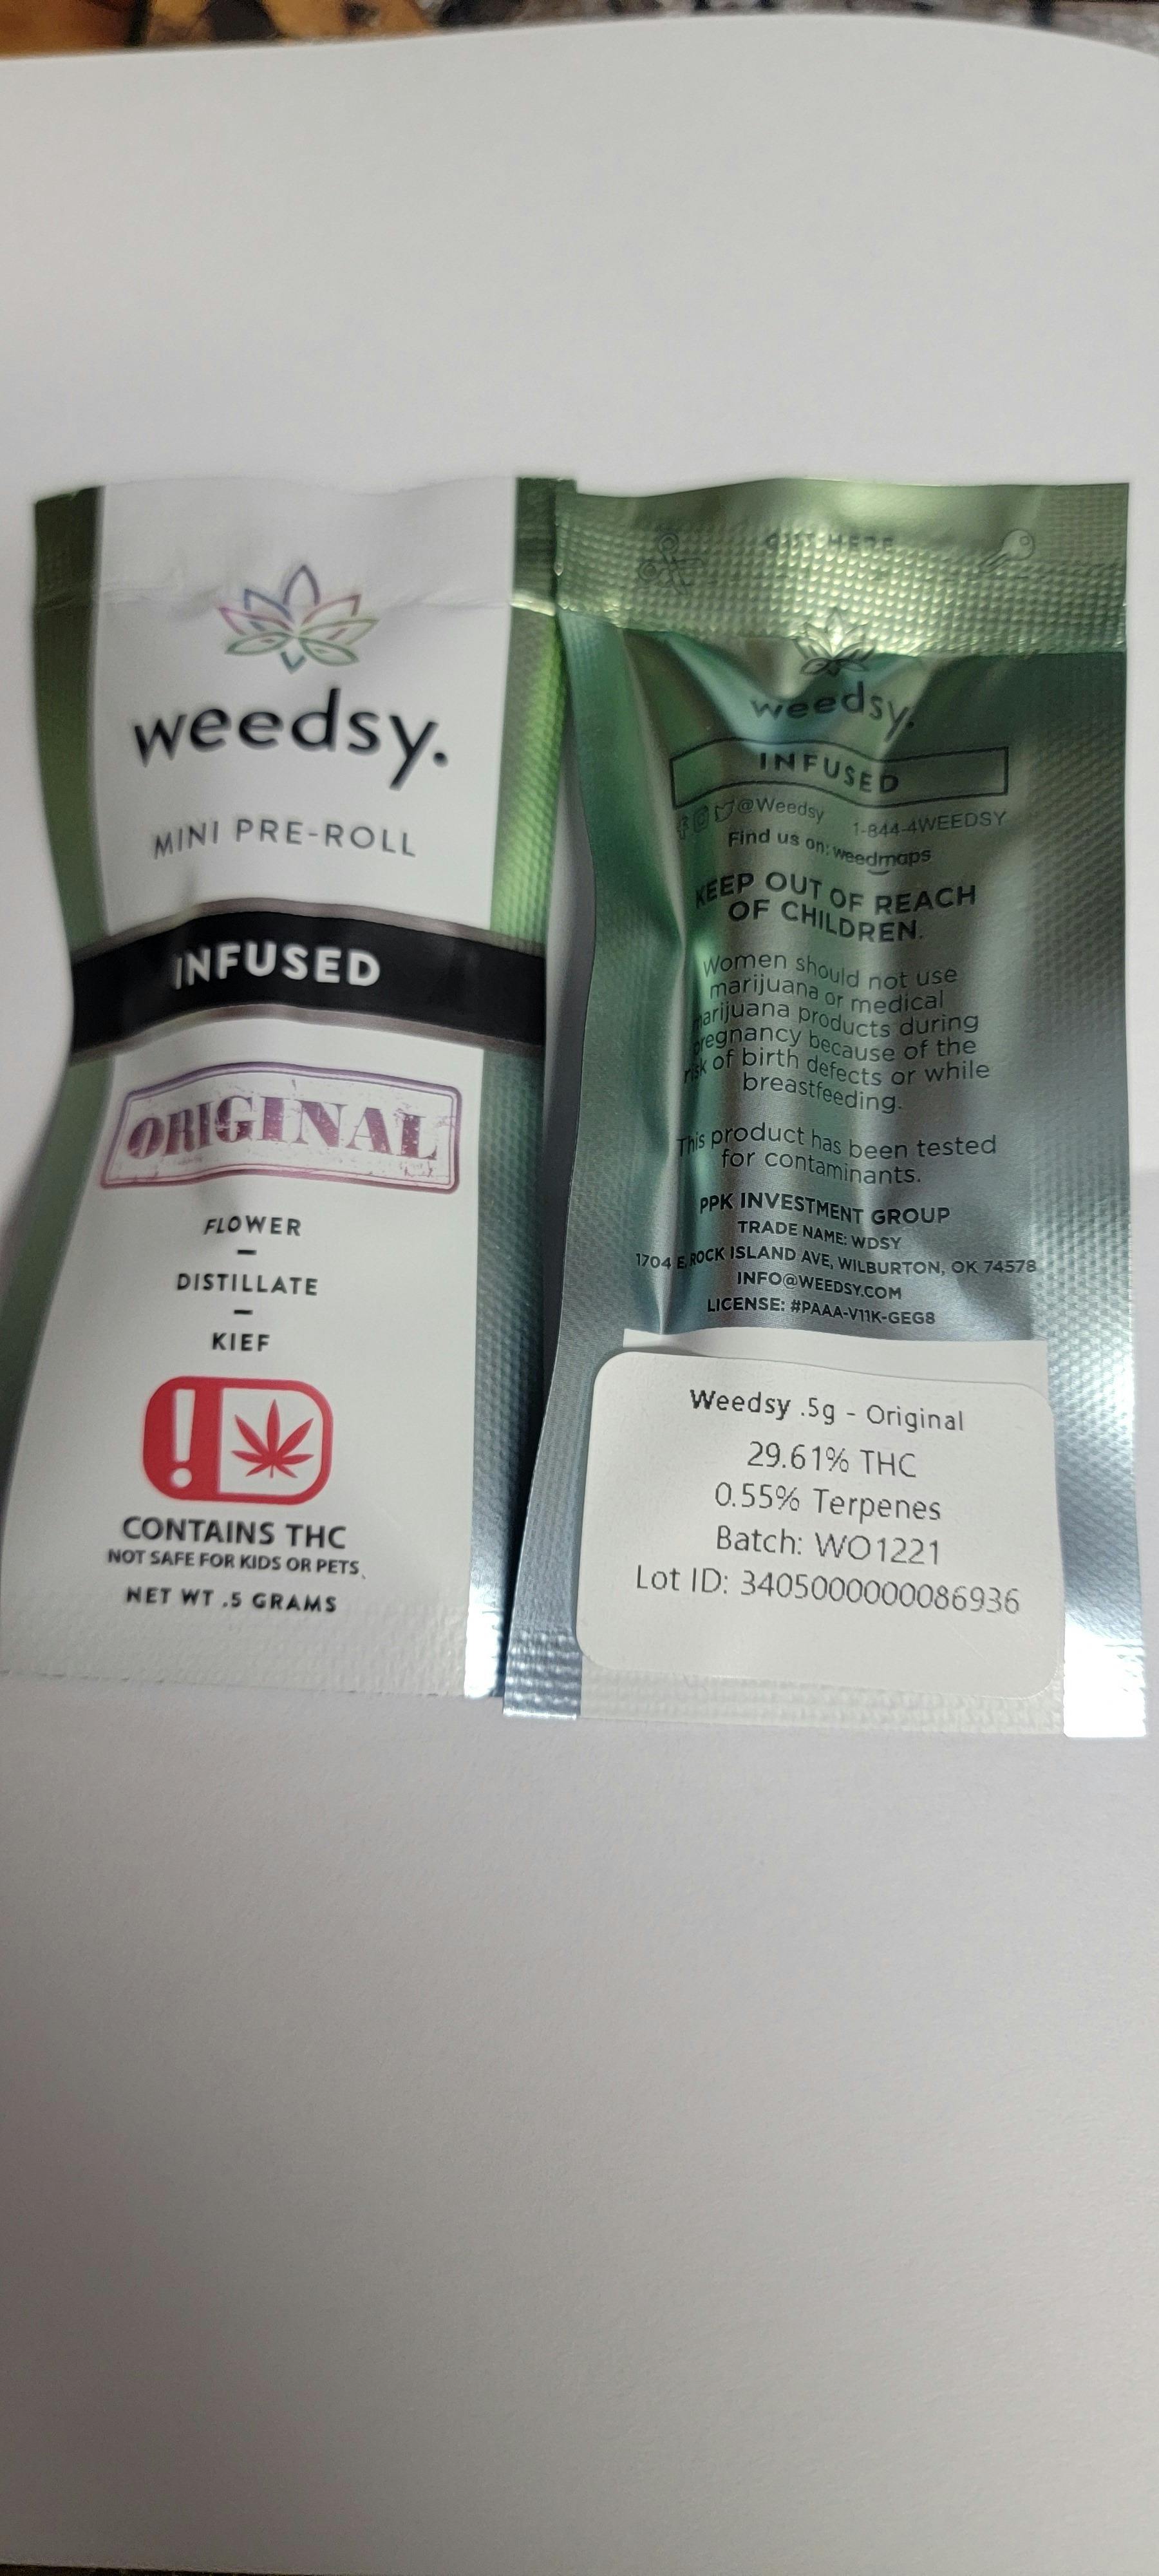 weedsy.
MINI PRE-ROLL
INFUSED
ORIGINAL
FLOWER
–
DISTILLATE
–
KIEF
!
CONTAINS THC
NOT SAFE FOR KIDS OR PETS.
NET WT .5 GRAMS
HERE
weedsy.
INFUSED
@Weedsy 1-844-4WEEDSY
Find us on: weedmaps
KEEP OUT OF REACH
OF CHILDREN.
Women should not use
marijuana or medical
marijuana products during
pregnancy because of the
risk of birth defects or while
breastfeeding.
This product has been tested
for contaminants.
PPK INVESTMENT GROUP
TRADE NAME: WDSY
1704 E. ROCK ISLAND AVE, WILBURTON, OK 74578
INFO@WEEDSY.COM
LICENSE: #PAAA-V11K-GEG8
Weedsy .5g - Original
29.61% THC
0.55% Terpenes
Batch: WO1221
Lot ID: 3405000000086936